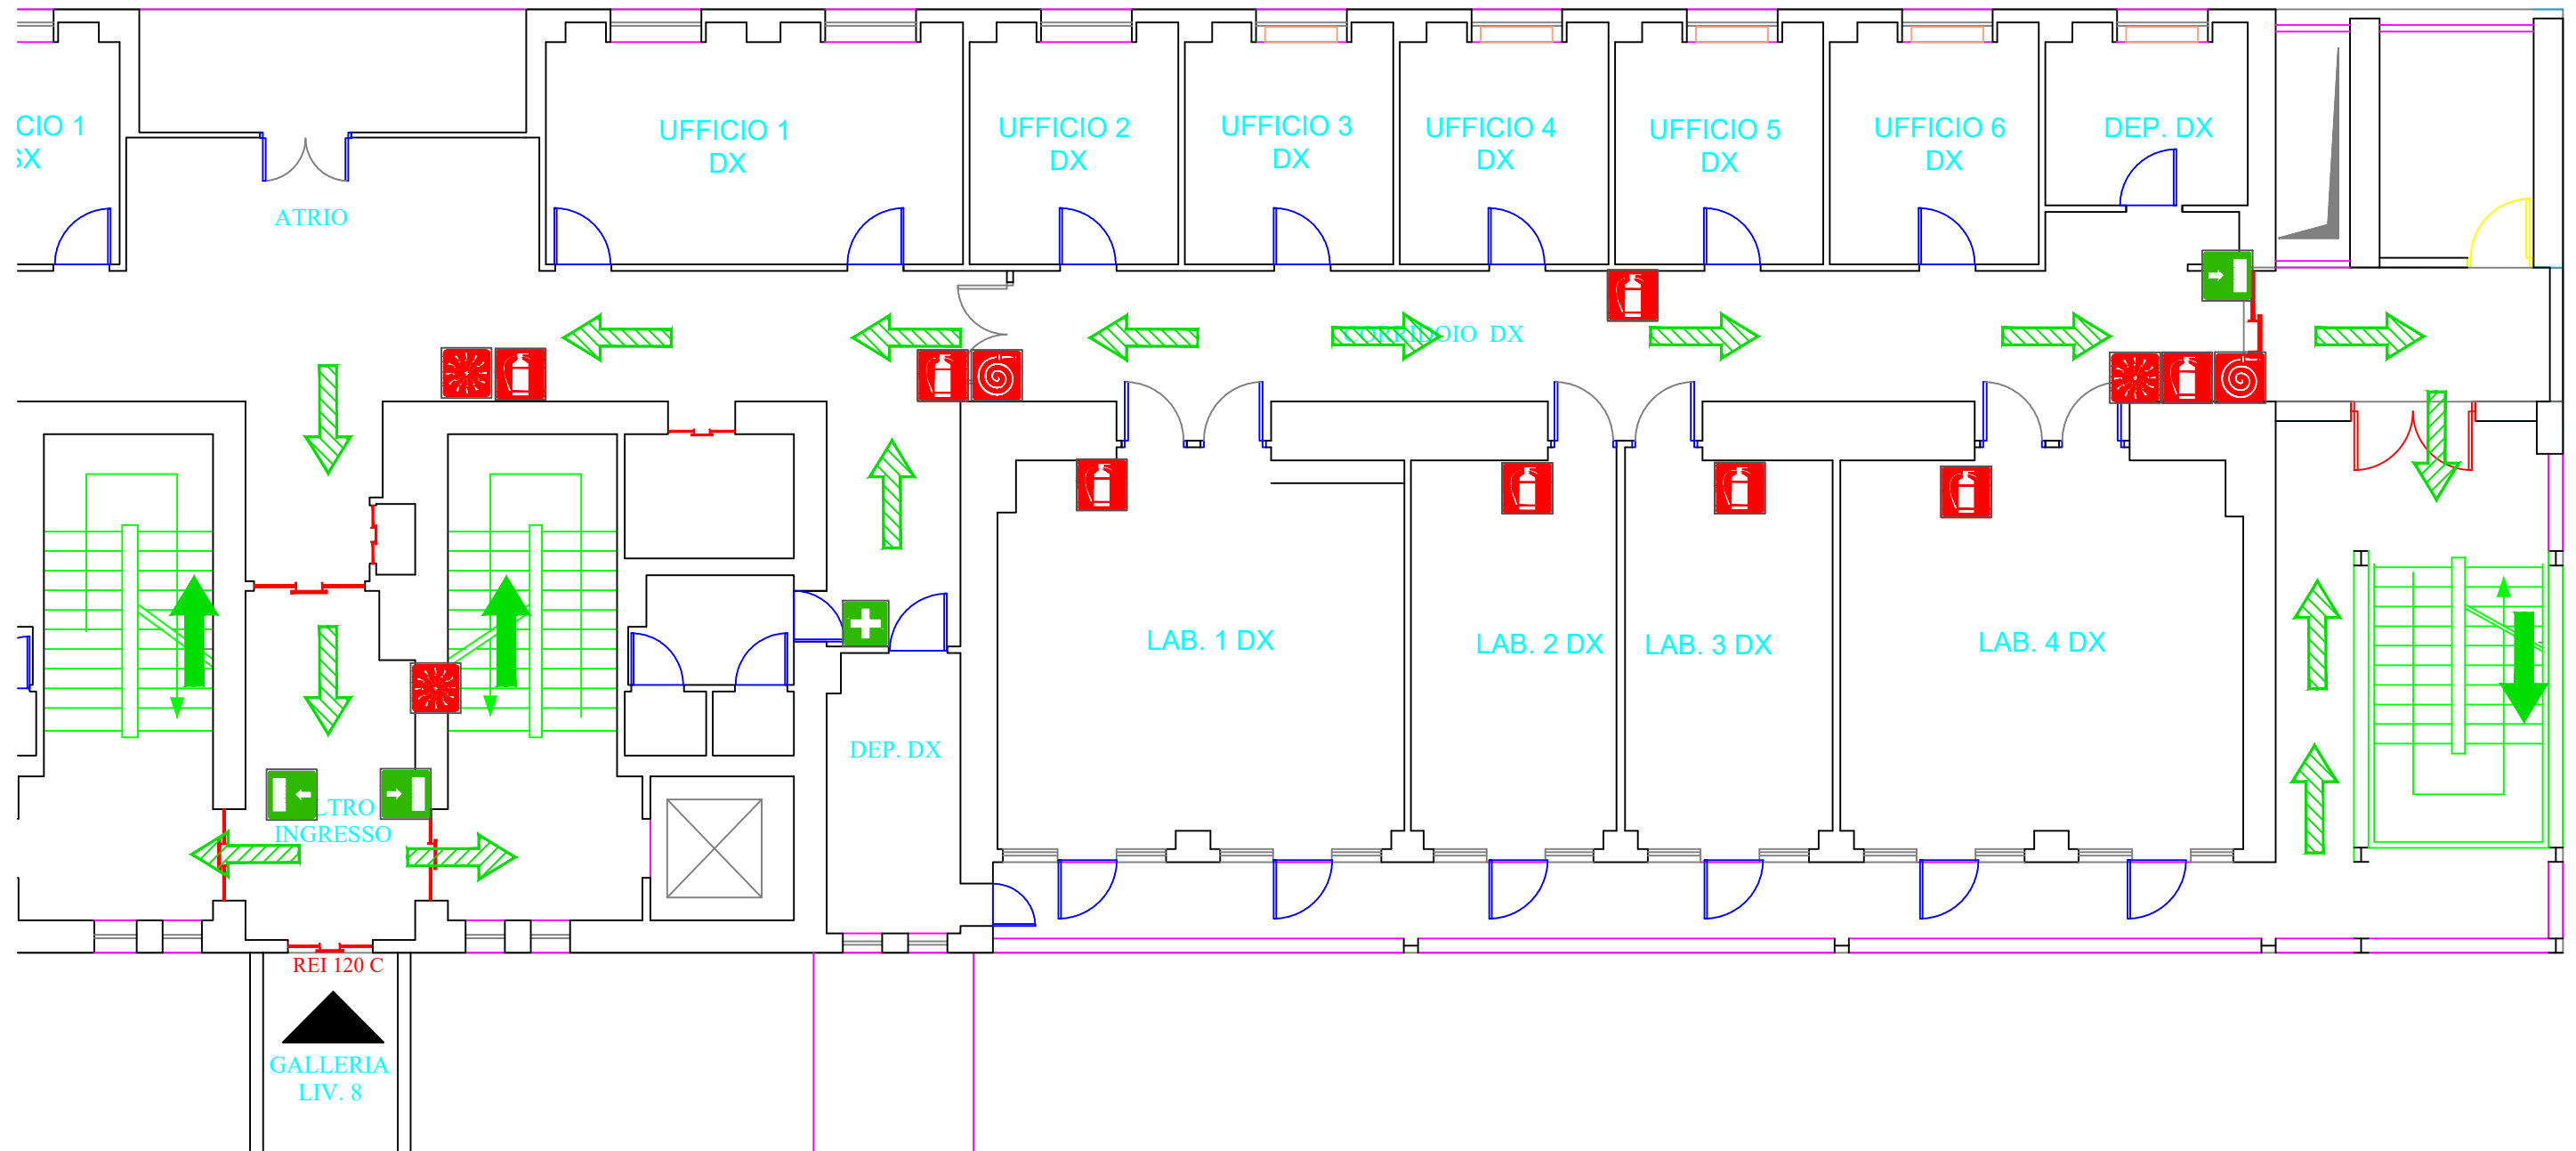 CIO 1
SX
UFFICIO 1
DX
UFFICIO 2
DX
UFFICIO 3
DX
UFFICIO 4
DX
UFFICIO 5
DX
UFFICIO 6
DX
DEP. DX
ATRIO
CORRIDOIO DX
LAB. 1 DX
LAB. 2 DX
LAB. 3 DX
LAB. 4 DX
DEP. DX
LTRO
INGRESSO
REI 120 C
GALLERIA
LIV. 8